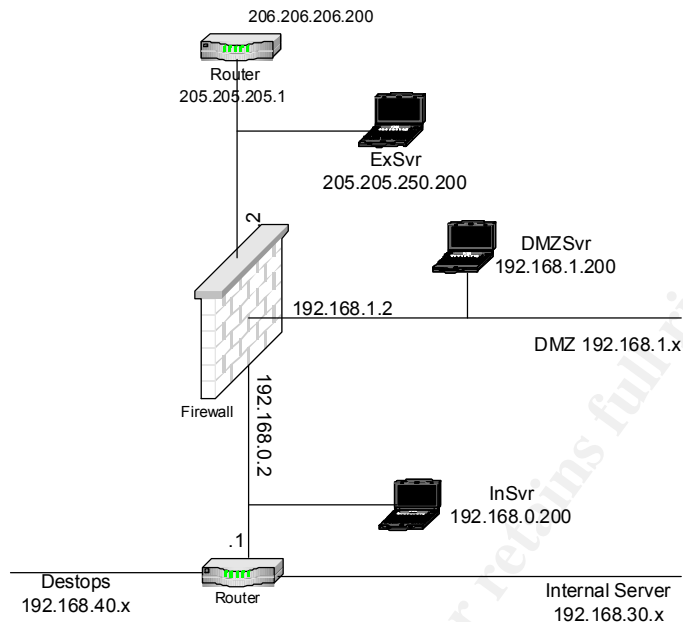 206.206.206.200
Router
205.205.205.1
ExSvr
205.205.250.200
.2
DMZSvr
192.168.1.200
192.168.1.2
DMZ 192.168.1.x
Firewall
192.168.0.2
InSvr
192.168.0.200
.1
Router
Destops
192.168.40.x
Internal Server
192.168.30.x
retains full